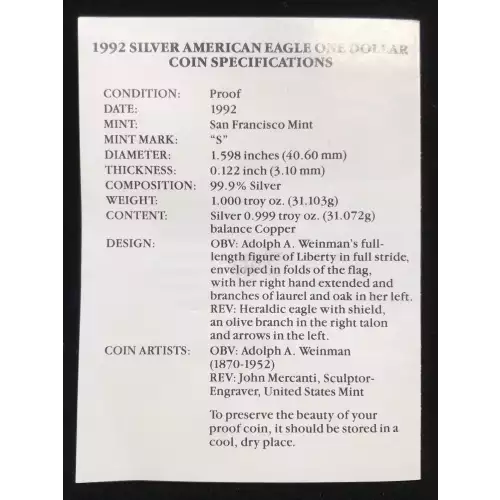 1992 SILVER AMERICAN EAGLE ONE DOLLAR
COIN SPECIFICATIONS
CONDITION: Proof
DATE: 1992
MINT: San Francisco Mint
MINT MARK: "S"
DIAMETER: 1.598 inches (40.60 mm)
THICKNESS: 0.122 inch (3.10 mm)
COMPOSITION: 99.9% Silver
WEIGHT: 1.000 troy oz. (31.103g)
CONTENT: Silver 0.999 troy oz. (31.072g)
balance Copper
DESIGN: OBV: Adolph A. Weinman's full-
length figure of Liberty in full stride,
enveloped in folds of the flag,
with her right hand extended and
branches of laurel and oak in her left.
REV: Heraldic eagle with shield,
an olive branch in the right talon
and arrows in the left.
COIN ARTISTS: OBV: Adolph A. Weinman
(1870-1952)
REV: John Mercanti, Sculptor-
Engraver, United States Mint
To preserve the beauty of your
proof coin, it should be stored in a
cool, dry place.